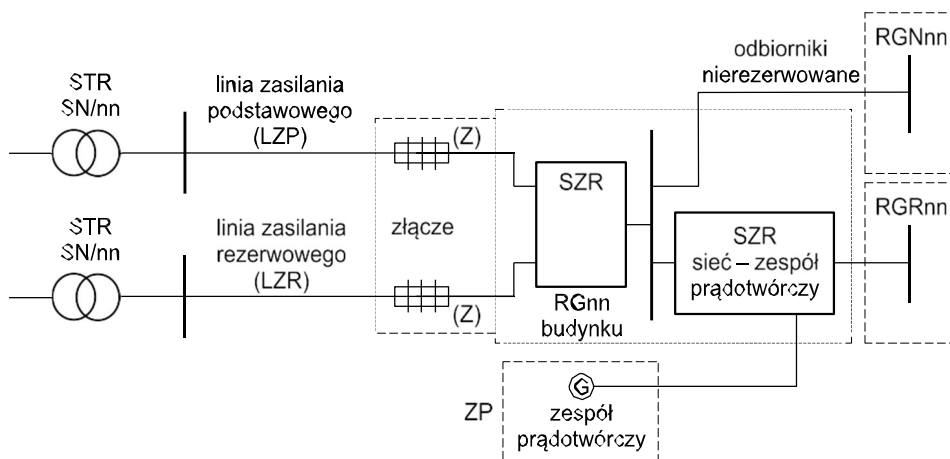 STR
SN/nn
linia zasilania
podstawowego
(LZP)
(Z)
odbiorniki
nierezerwowane
RGNnn
STR
SN/nn
linia zasilania
rezerwowego
(LZR)
złącze
(Z)
SZR
RGnn
budynku
SZR
sieć – zespół
prądotwórczy
RGRnn
ZP
G
zespół
prądotwórczy